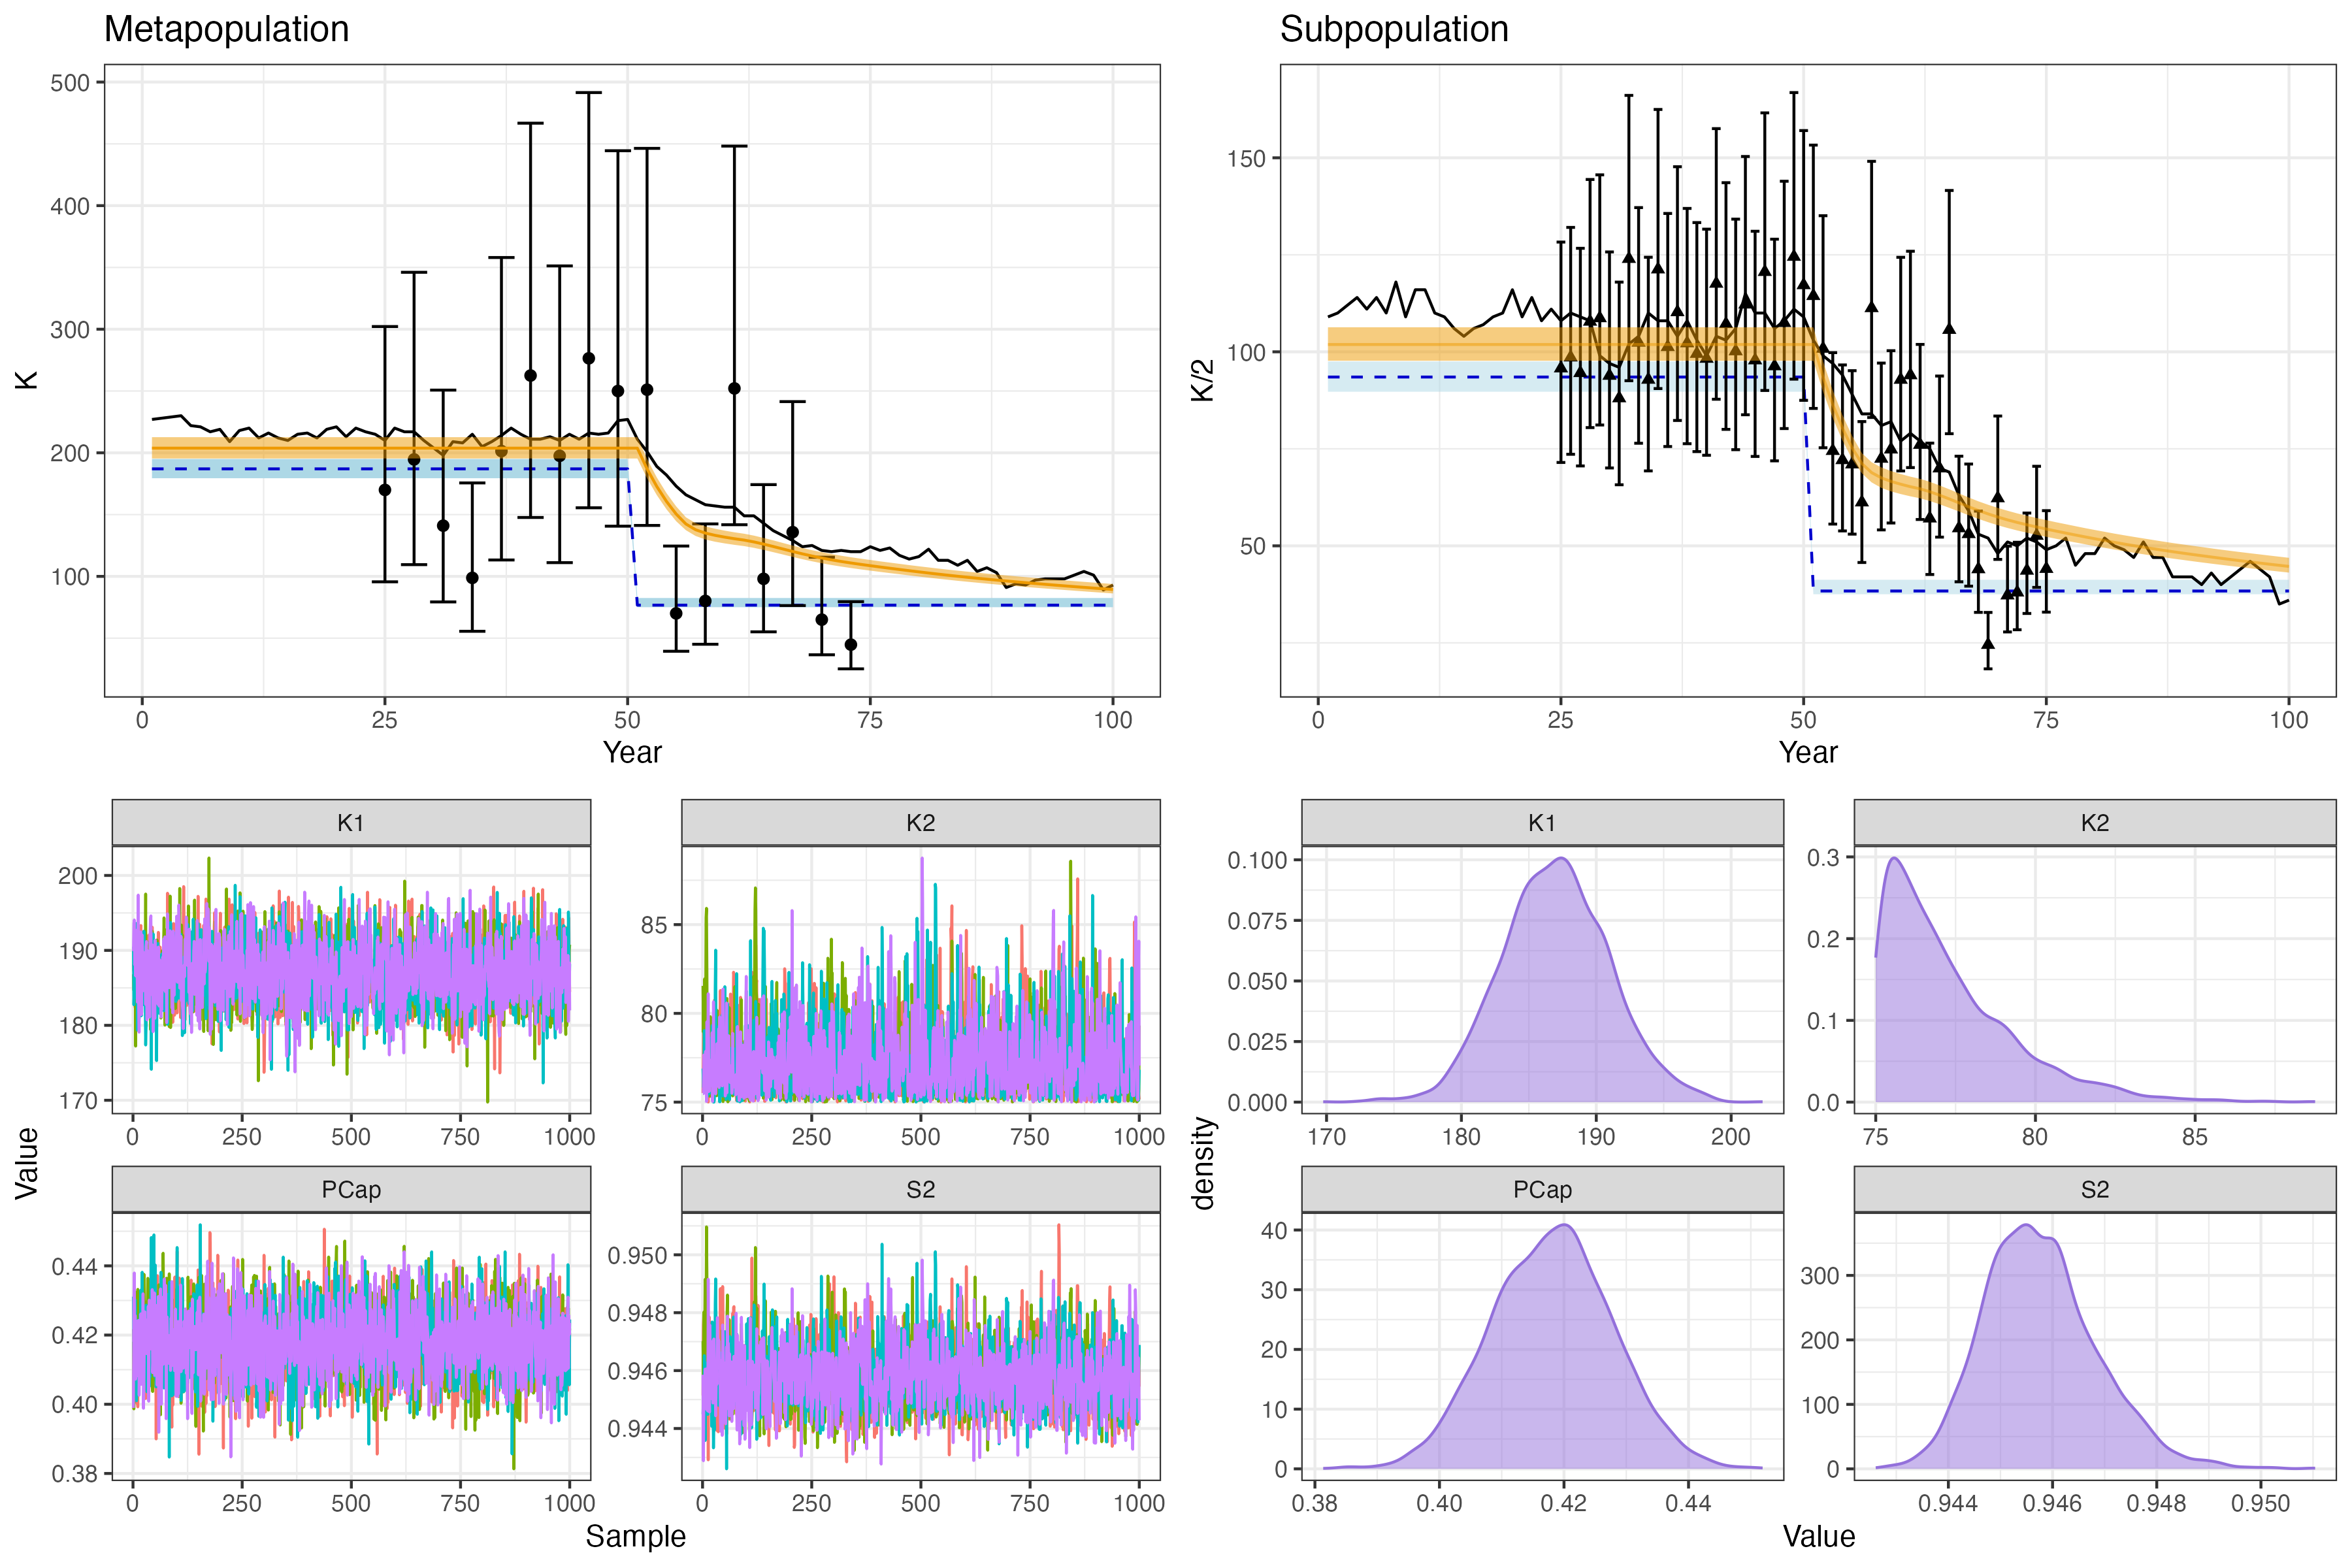 Metapopulation
Subpopulation
500
400
300
200
100
K
0 25 50 75 100
Year
150
100
50
K/2
0 25 50 75 100
Year
K1
K2
200
190
180
170
85
80
75
0 250 500 750 1000
0 250 500 750 1000
PCap
S2
0.44
0.42
0.40
0.38
0.950
0.948
0.946
0.944
0 250 500 750 1000
0 250 500 750 1000
Value
Sample
K1
K2
0.100
0.075
0.050
0.025
0.000
0.3
0.2
0.1
0.0
170 180 190 200
75 80 85
PCap
S2
40
30
20
10
0
300
200
100
0
0.38 0.40 0.42 0.44
0.944 0.946 0.948 0.950
density
Value